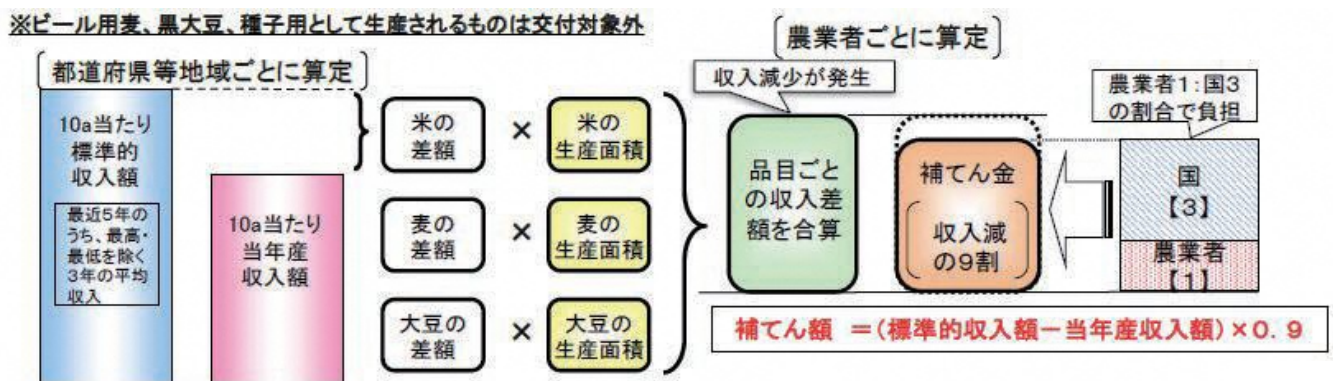 ※ビール用麦、黒大豆、種子用として生産されるものは交付対象外
都道府県等地域ごとに算定
10a当たり
標準的
収入額
最近5年の
うち、最高・
最低を除く
3年の平均
収入
10a当たり
当年産
収入額
米の
差額
×
米の
生産面積
麦の
差額
×
麦の
生産面積
大豆の
差額
×
大豆の
生産面積
農業者ごとに算定
収入減少が発生
品目ごと
の収入差
額を合算
補てん金
収入減
の9割
農業者1:国3
の割合で負担
国
【3】
農業者
【1】
補てん額 =(標準的収入額-当年産収入額)×0.9